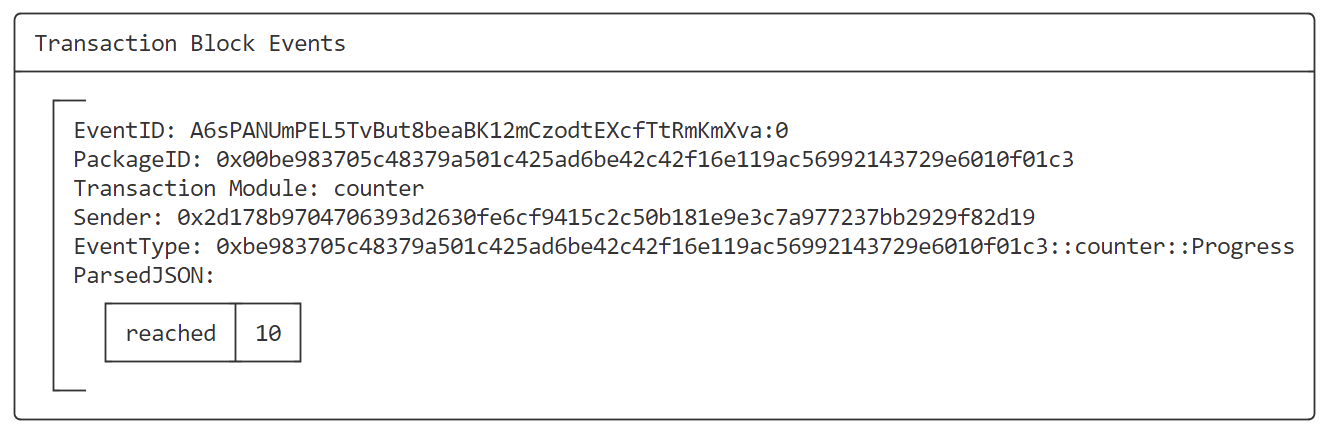 Transaction Block Events
EventID: A6sPANUmPEL5TvBut8beaBK12mCzodtEXcfTtRmKmXva:0
PackageID: 0x00be983705c48379a501c425ad6be42c42f16e119ac56992143729e6010f01c3
Transaction Module: counter
Sender: 0x2d178b9704706393d2630fe6cf9415c2c50b181e9e3c7a977237bb2929f82d19
EventType: 0xbe983705c48379a501c425ad6be42c42f16e119ac56992143729e6010f01c3::counter::Progress
ParsedJSON:
reached 10